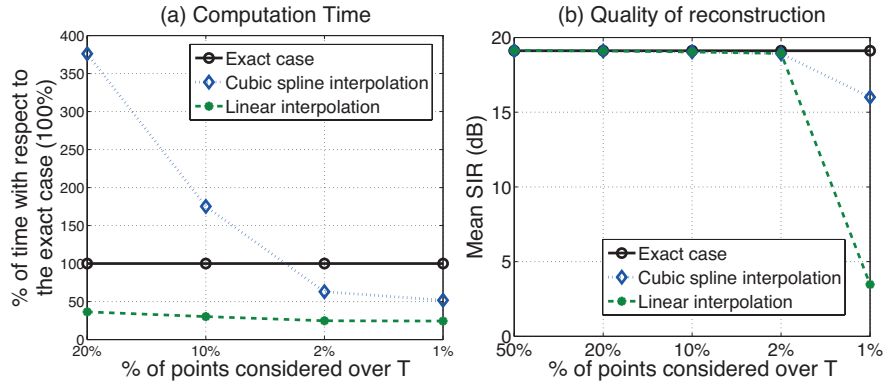 (a) Computation Time
400
350
300
250
200
150
100
50
0
20%
10%
2%
1%
% of points considered over T
% of time with respect to
the exact case (100%)
Exact case
Cubic spline interpolation
Linear interpolation
(b) Quality of reconstruction
20
15
10
5
0
50%
20%
10%
2%
1%
% of points considered over T
Mean SIR (dB)
Exact case
Cubic spline interpolation
Linear interpolation